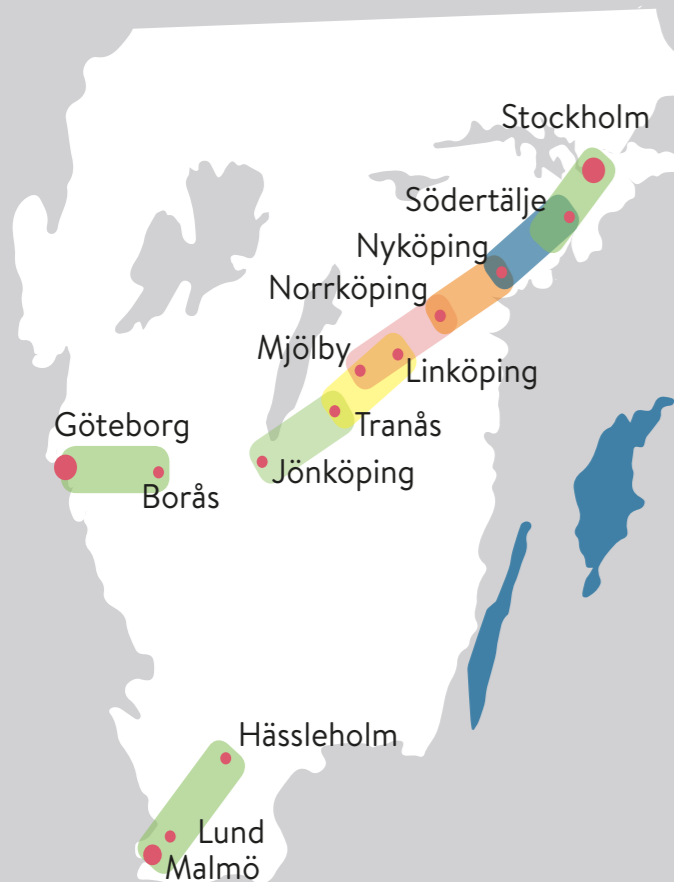 Stockholm
Södertälje
Nyköping
Norrköping
Mjölby
Linköping
Göteborg
Tranås
Jönköping
Borås
Hässleholm
Lund
Malmö